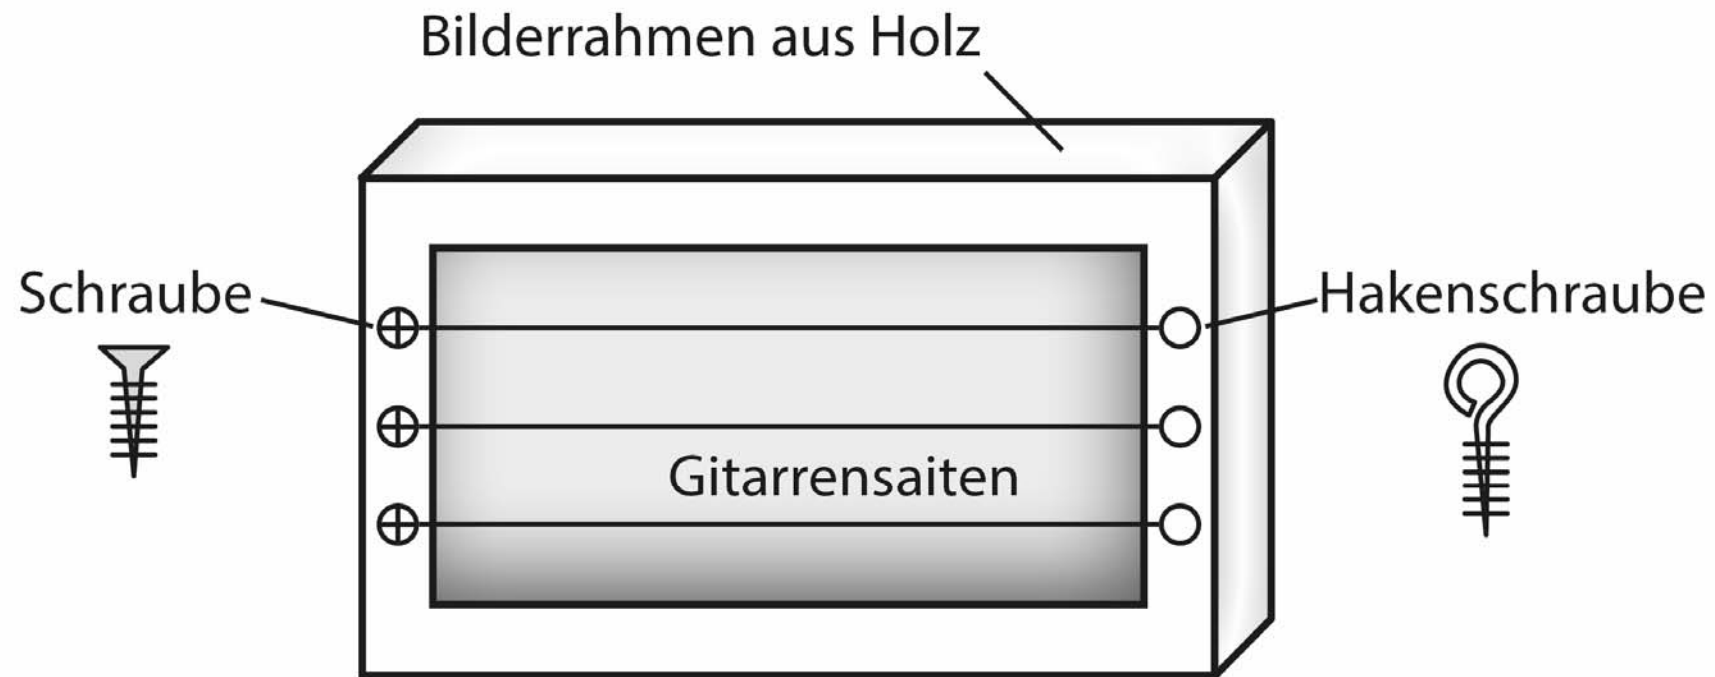 Bilderrahmen aus Holz
Schraube
Hakenschraube
Gitarrensaiten